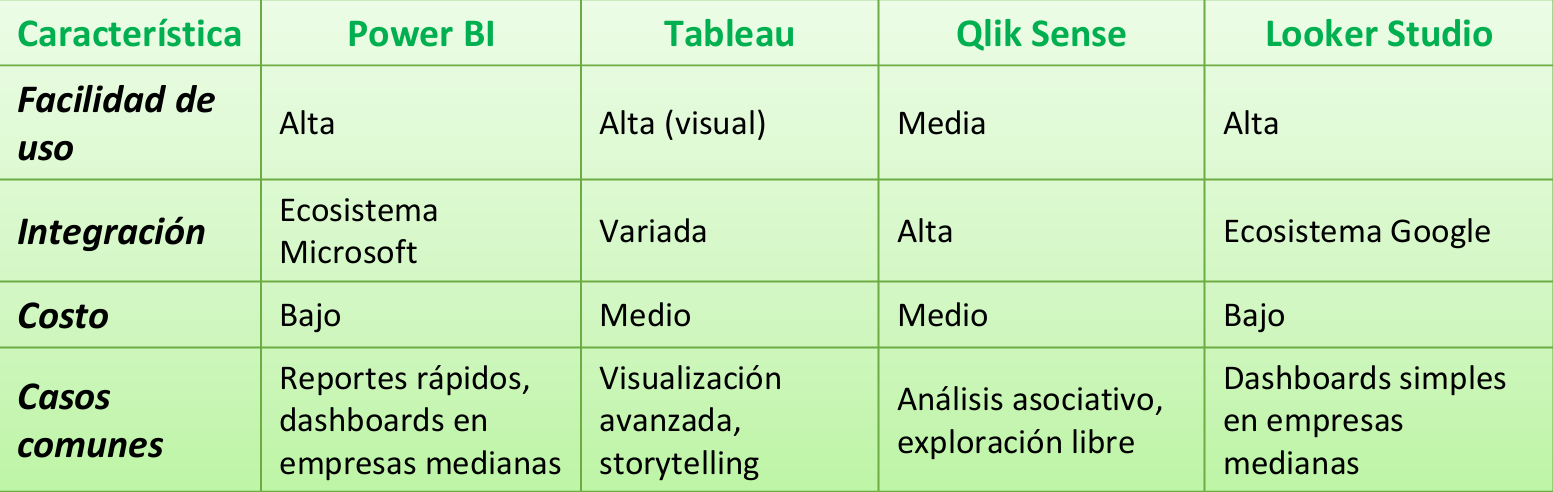 Característica
Power BI
Tableau
Qlik Sense
Looker Studio
Facilidad de
uso
Alta
Alta (visual)
Media
Alta
Integración
Ecosistema
Microsoft
Variada
Alta
Ecosistema Google
Costo
Bajo
Medio
Medio
Bajo
Casos
comunes
Reportes rápidos,
dashboards en
empresas medianas
Visualización
avanzada,
storytelling
Análisis asociativo,
exploración libre
Dashboards simples
en empresas
medianas